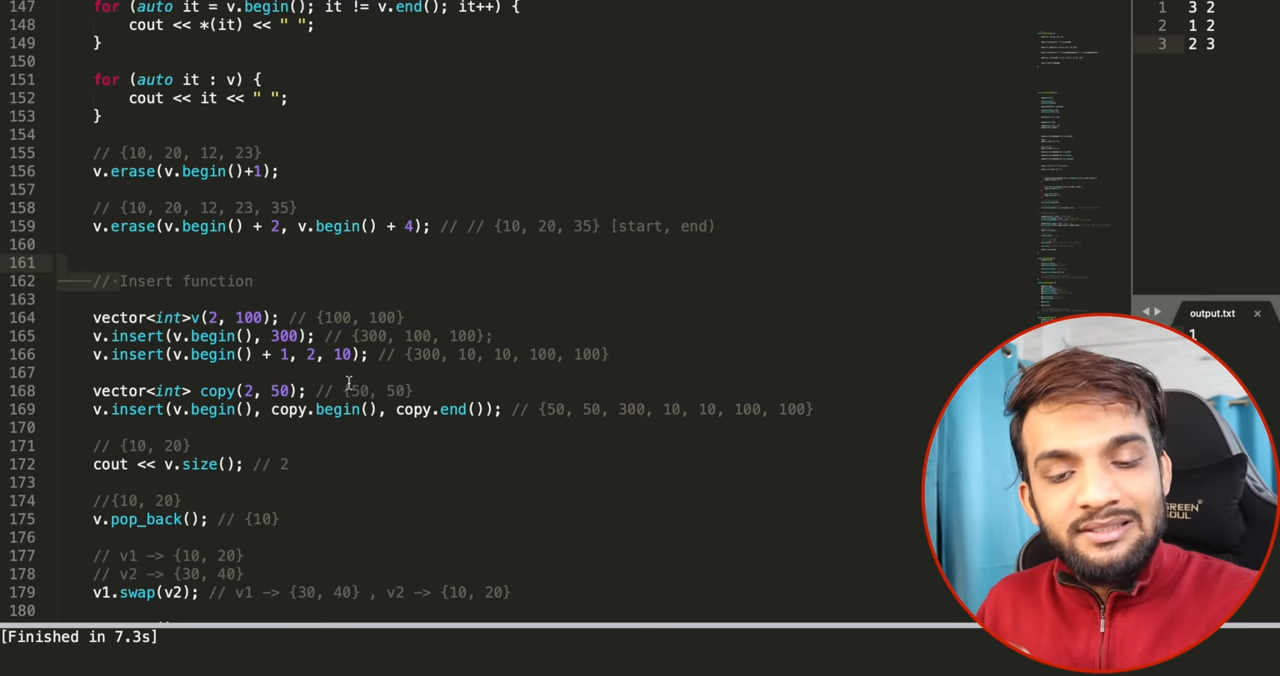 147 for (auto it = v.begin(); it != v.end(); it++) {
148 cout << *(it) << " ";
149 }
150
151 for (auto it : v) {
152 cout << it << " ";
153 }
154
155 // {10, 20, 12, 23}
156 v.erase(v.begin()+1);
157
158 // {10, 20, 12, 23, 35}
159 v.erase(v.begin() + 2, v.begin() + 4); // // {10, 20, 35} [start, end)
160
161
162 // Insert function
163
164 vector<int>v(2, 100); // {100, 100}
165 v.insert(v.begin(), 300); // {300, 100, 100};
166 v.insert(v.begin() + 1, 2, 10); // {300, 10, 10, 100, 100}
167
168 vector<int> copy(2, 50); // {50, 50}
169 v.insert(v.begin(), copy.begin(), copy.end()); // {50, 50, 300, 10, 10, 100, 100}
170
171 // {10, 20}
172 cout << v.size(); // 2
173
174 //{10, 20}
175 v.pop_back(); // {10}
176
177 // v1 -> {10, 20}
178 // v2 -> {30, 40}
179 v1.swap(v2); // v1 -> {30, 40} , v2 -> {10, 20}
180
[Finished in 7.3s]
1 3 2
2 1 2
3 2 3
output.txt ×
1
GREEN
SOUL